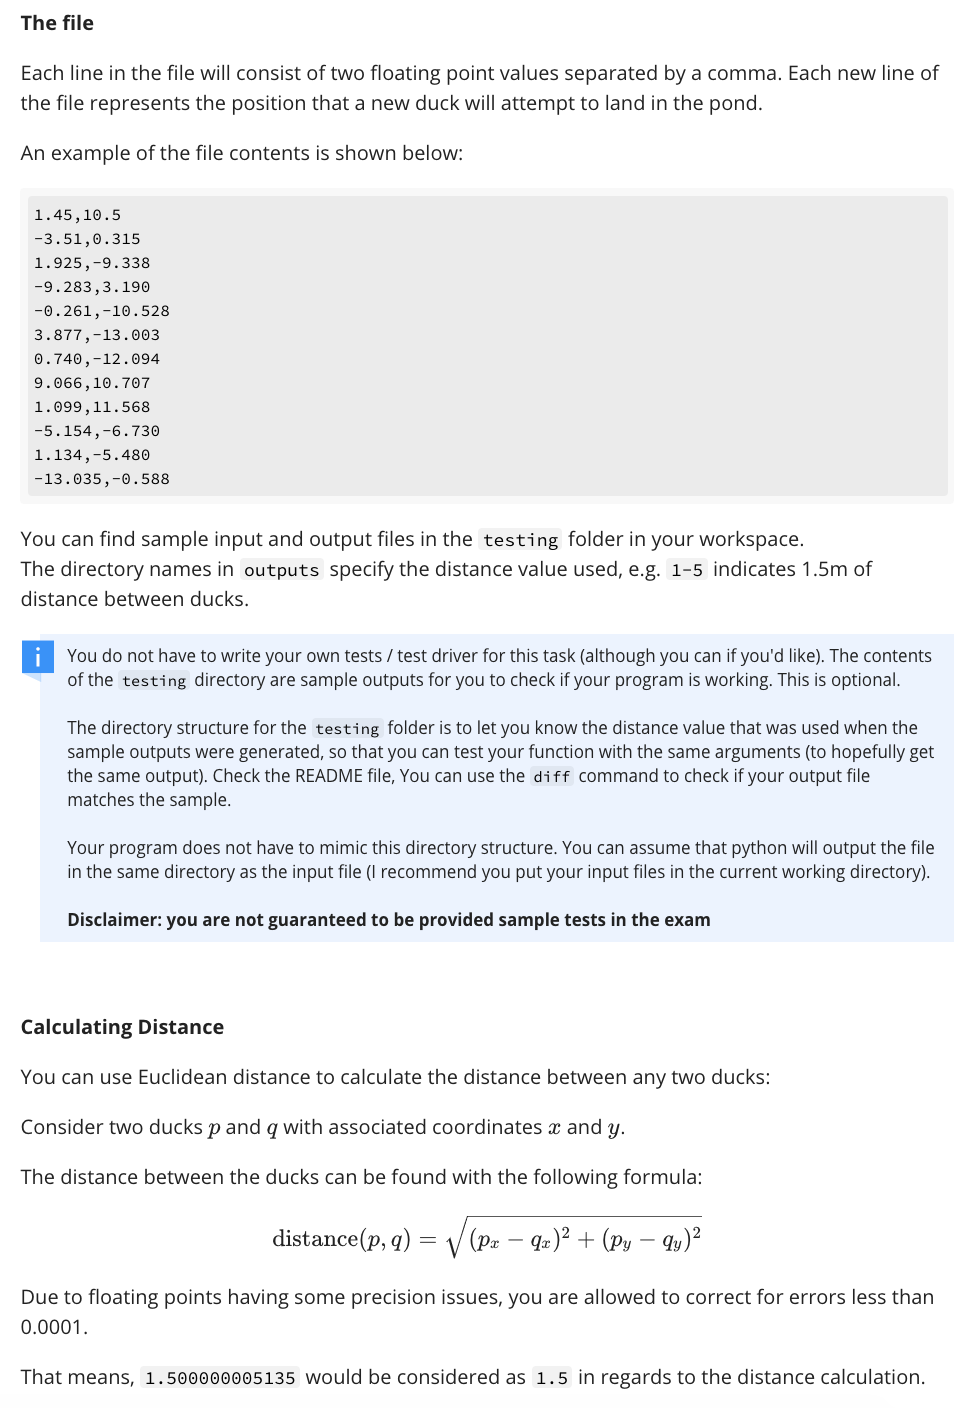 The file
Each line in the file will consist of two floating point values separated by a comma. Each new line of
the file represents the position that a new duck will attempt to land in the pond.
An example of the file contents is shown below:
1.45,10.5
-3.51,0.315
1.925,-9.338
-9.283,3.190
-0.261,-10.528
3.877,-13.003
0.740,-12.094
9.066,10.707
1.099,11.568
-5.154,-6.730
1.134,-5.480
-13.035,-0.588
You can find sample input and output files in the testing folder in your workspace.
The directory names in outputs specify the distance value used, e.g. 1-5 indicates 1.5m of
distance between ducks.
i
You do not have to write your own tests / test driver for this task (although you can if you'd like). The contents
of the testing directory are sample outputs for you to check if your program is working. This is optional.
The directory structure for the testing folder is to let you know the distance value that was used when the
sample outputs were generated, so that you can test your function with the same arguments (to hopefully get
the same output). Check the README file, You can use the diff command to check if your output file
matches the sample.
Your program does not have to mimic this directory structure. You can assume that python will output the file
in the same directory as the input file (I recommend you put your input files in the current working directory).
Disclaimer: you are not guaranteed to be provided sample tests in the exam
Calculating Distance
You can use Euclidean distance to calculate the distance between any two ducks:
Consider two ducks p and q with associated coordinates x and y.
The distance between the ducks can be found with the following formula:
distance(p, q) = √(pₓ − qₓ)² + (p_y − q_y)²
Due to floating points having some precision issues, you are allowed to correct for errors less than
0.0001.
That means, 1.500000005135 would be considered as 1.5 in regards to the distance calculation.